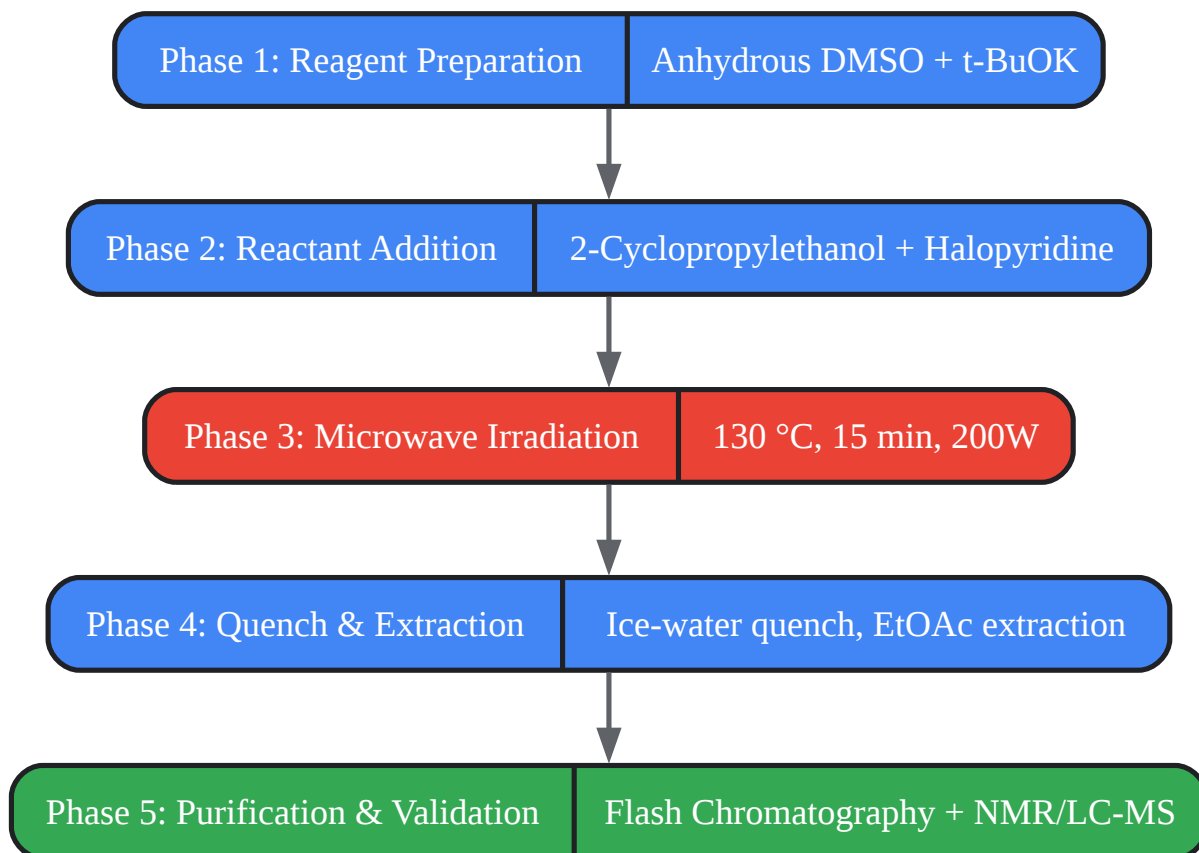 Phase 1: Reagent Preparation
Anhydrous DMSO + t-BuOK
Phase 2: Reactant Addition
2-Cyclopropylethanol + Halopyridine
Phase 3: Microwave Irradiation
130 °C, 15 min, 200W
Phase 4: Quench & Extraction
Ice-water quench, EtOAc extraction
Phase 5: Purification & Validation
Flash Chromatography + NMR/LC-MS